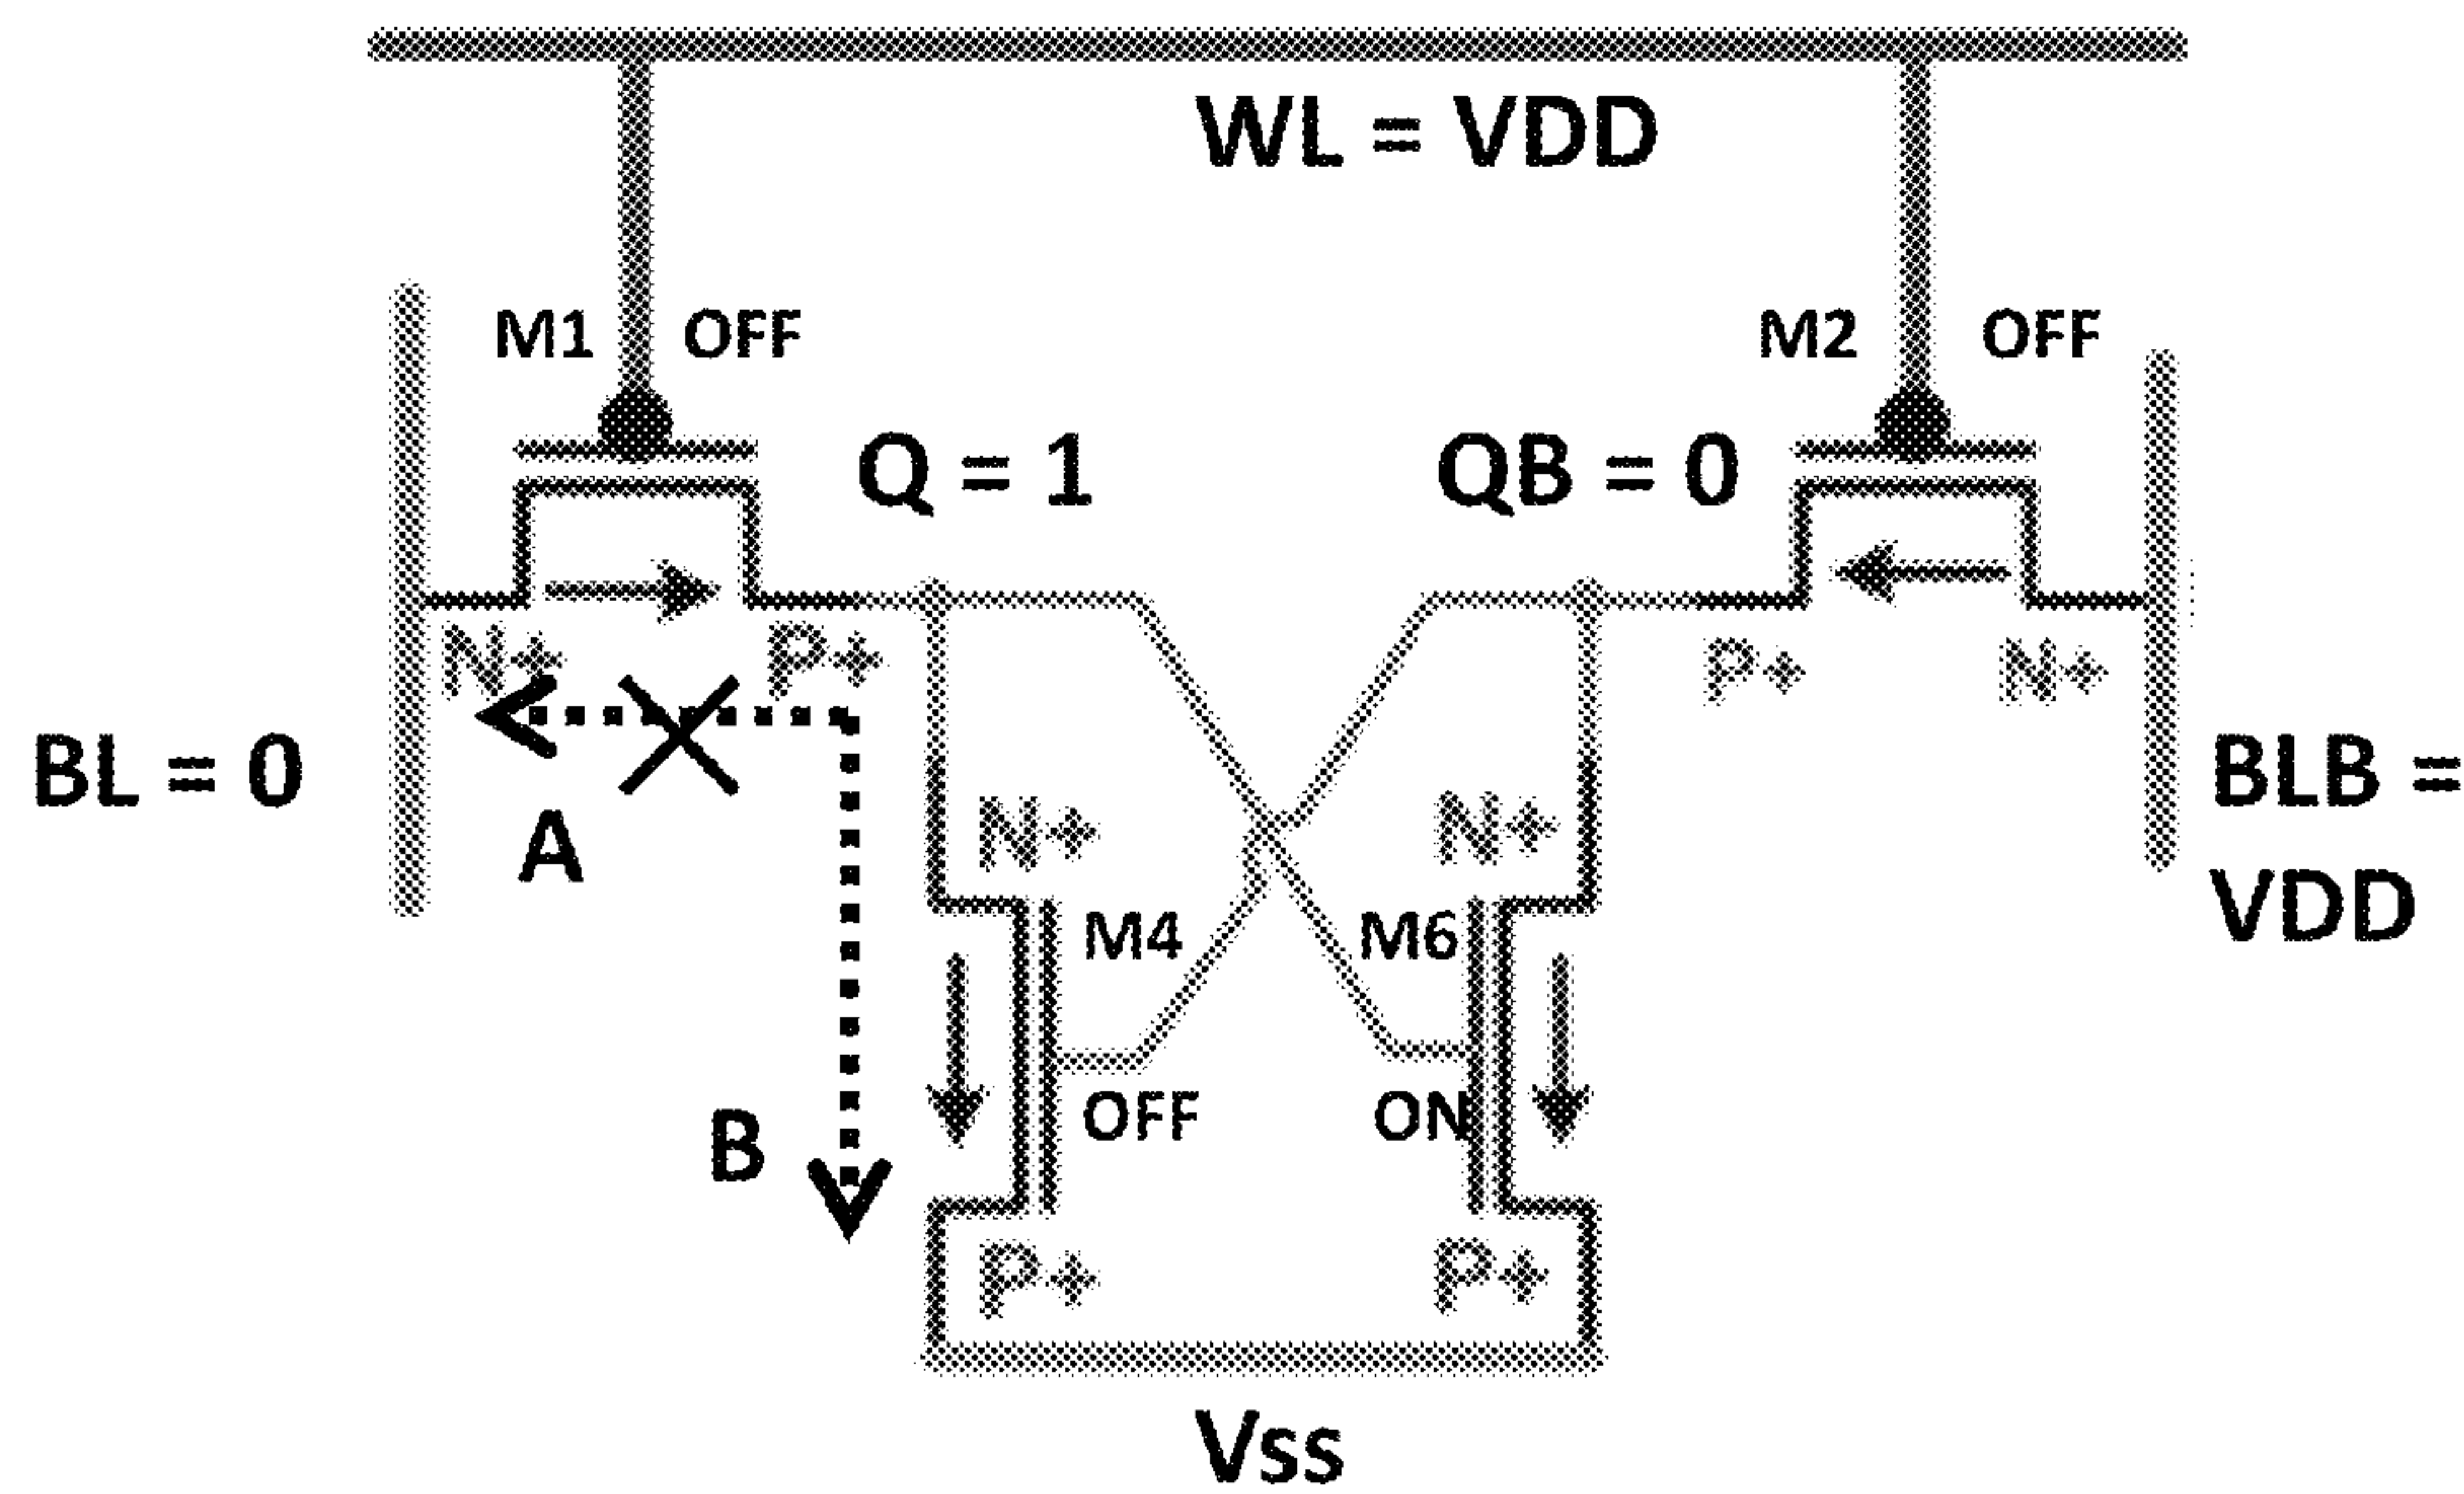 WL = VDD
M1 OFF
M2 OFF
Q = 1
QB = 0
N+
P+
P+
N+
BL = 0
BLB =
VDD
A
N+
N+
M4
M6
B
OFF
ON
P+
P+
Vss